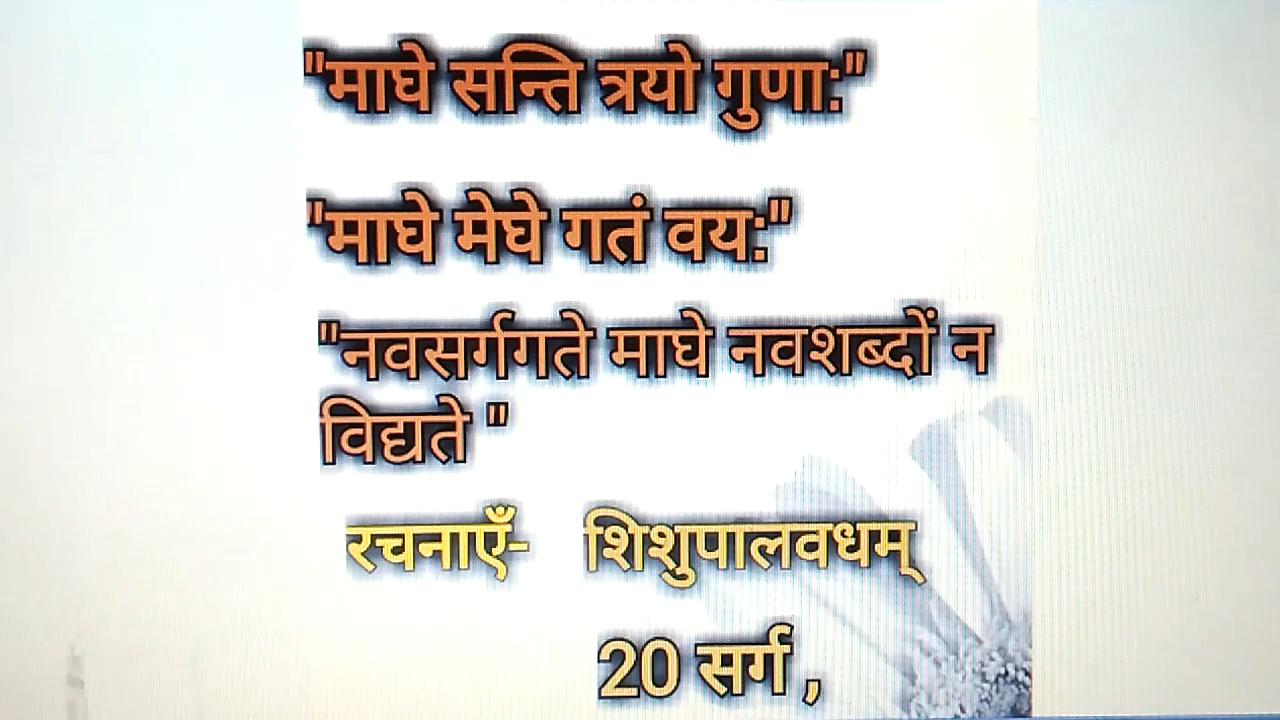 "माघे सन्ति त्रयो गुणा:"
"माघे मेघे गतं वय:"
"नवसर्गगते माघे नवशब्दों न
विद्यते "
रचनाएँ- शिशुपालवधम्
20 सर्ग ,